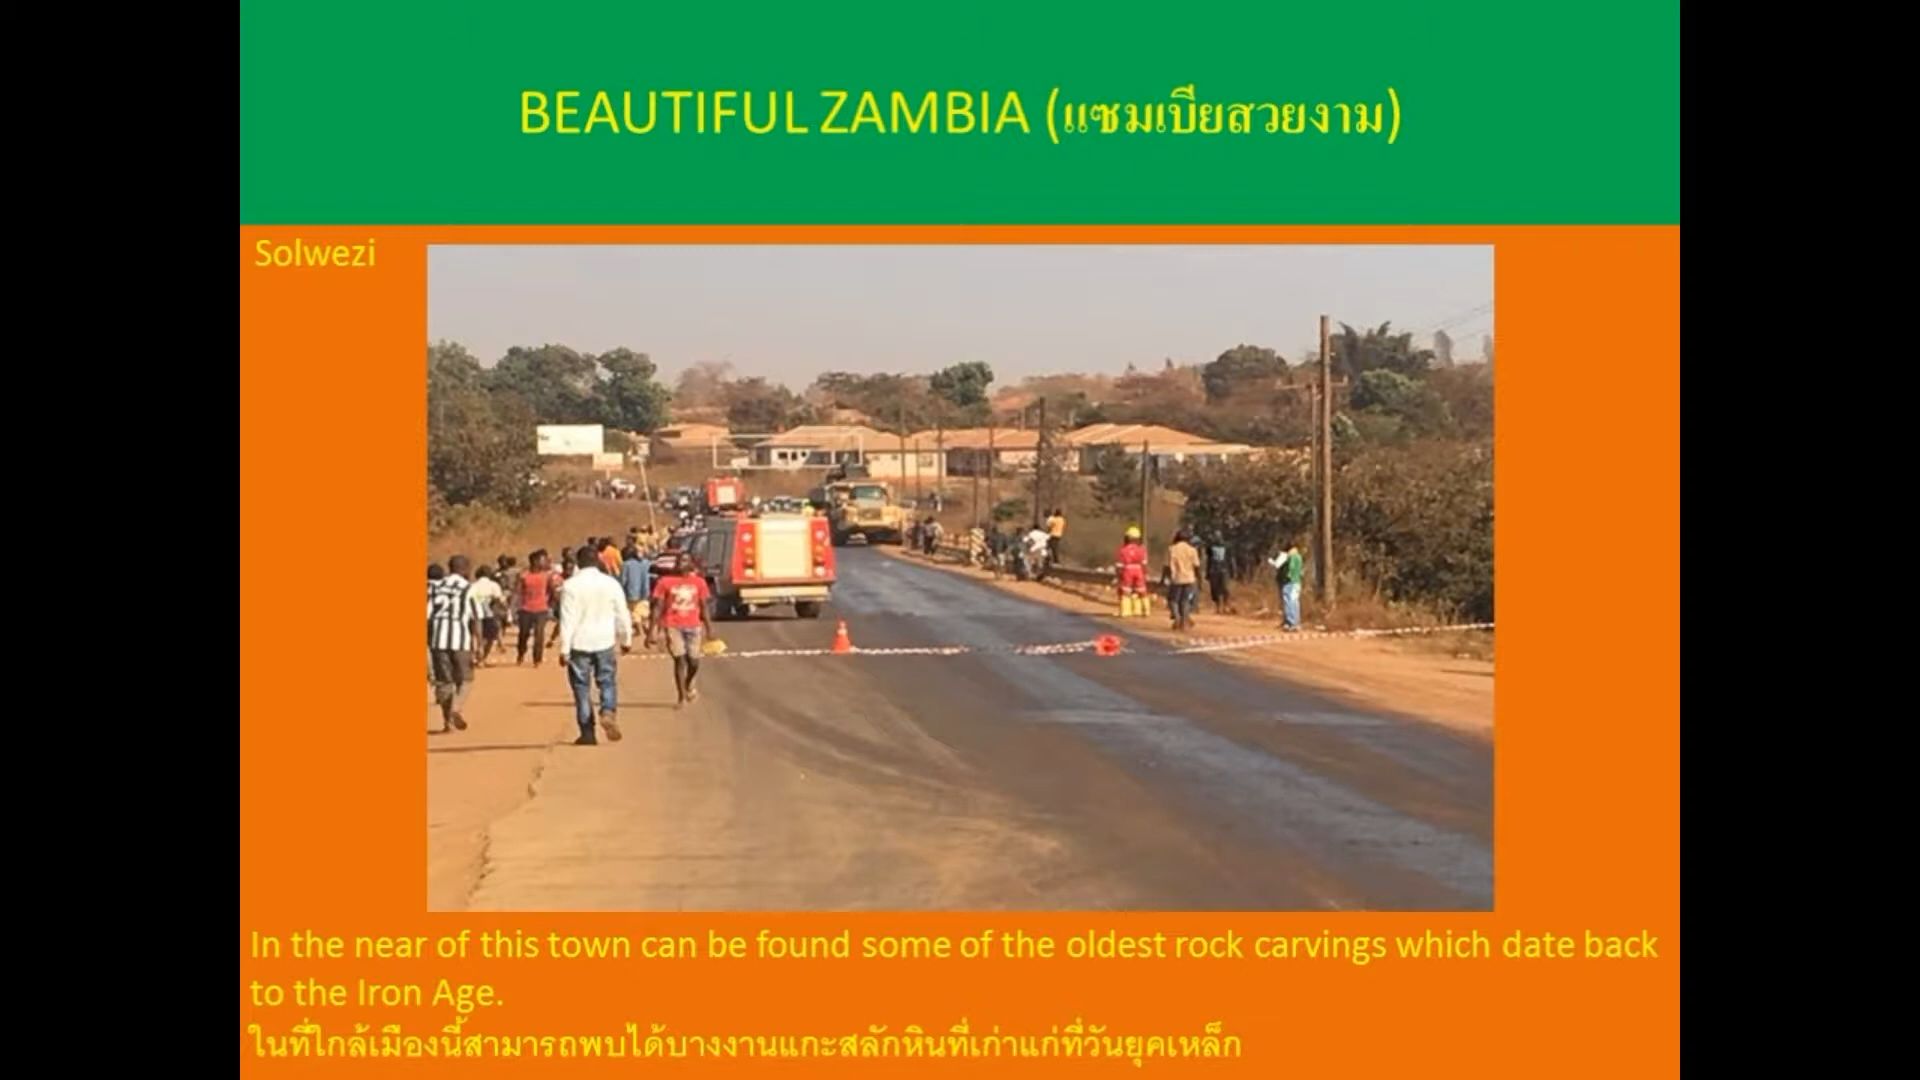 BEAUTIFUL ZAMBIA (แซมเบียสวยงาม)
Solwezi
21
In the near of this town can be found some of the oldest rock carvings which date back
to the Iron Age.
ในที่ใกล้เมืองนี้สามารถพบได้บางงานแกะสลักหินที่เก่าแก่ที่วันยุคเหล็ก